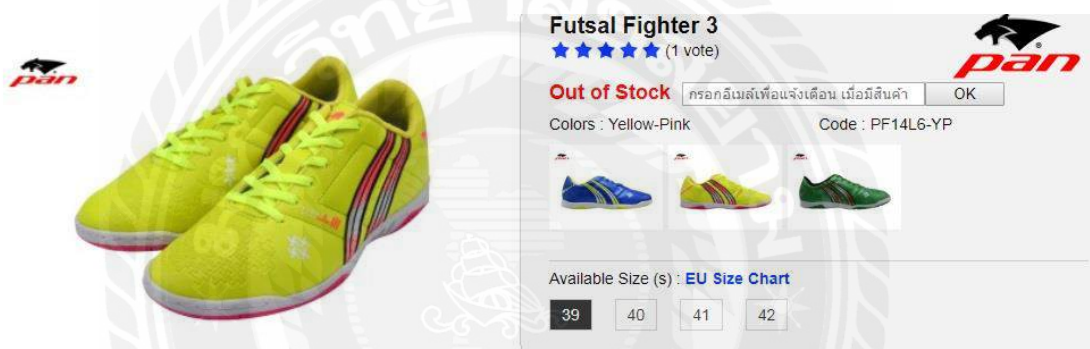 pan
Futsal Fighter 3
(1 vote)
pan
Out of Stock กรอกอีเมล์เพื่อแจ้งเตือน เมื่อมีสินค้า OK
Colors : Yellow-Pink Code : PF14L6-YP
Available Size (s) : EU Size Chart
39 40 41 42